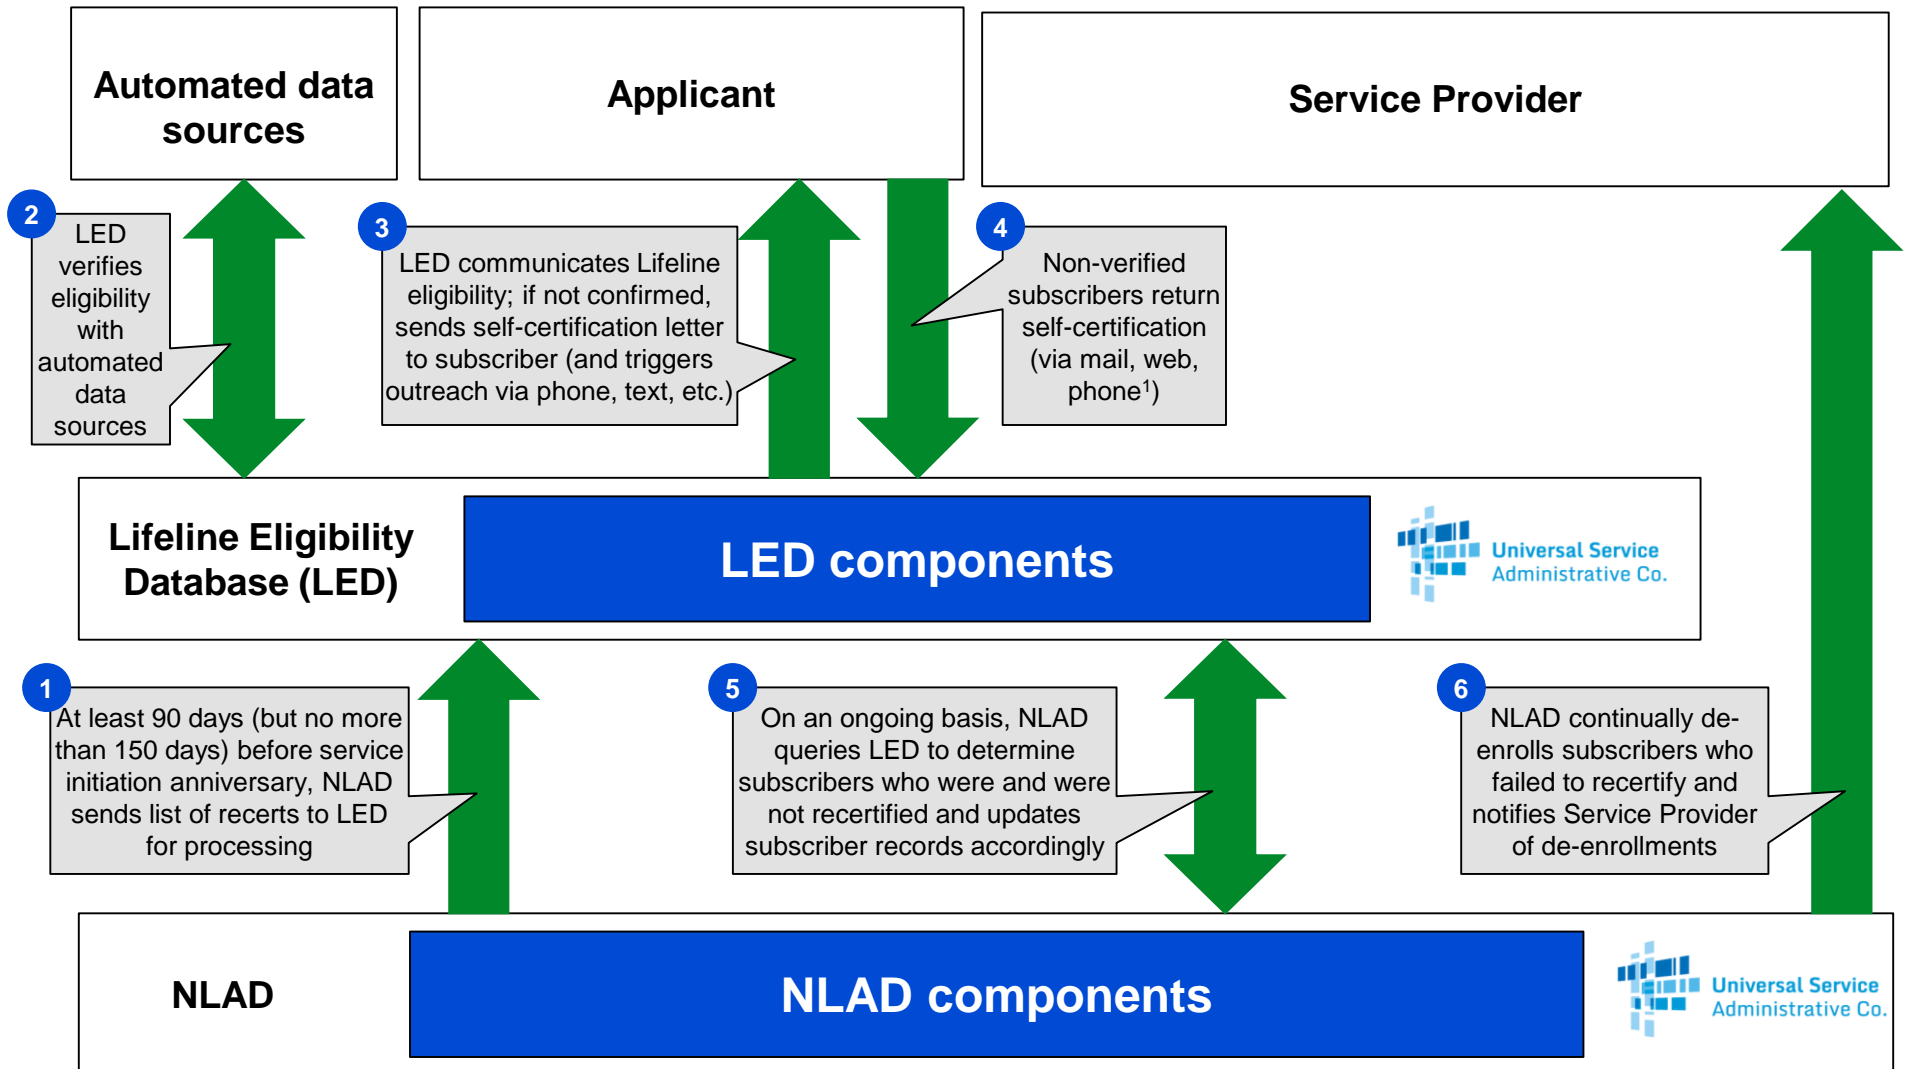 Automated data
sources
Applicant
Service Provider
2
LED
verifies
eligibility
with
automated
data
sources
3
LED communicates Lifeline
eligibility; if not confirmed,
sends self-certification letter
to subscriber (and triggers
outreach via phone, text, etc.)
4
Non-verified
subscribers return
self-certification
(via mail, web,
phone¹)
Lifeline Eligibility
Database (LED)
LED components
Universal Service
Administrative Co.
1
At least 90 days (but no more
than 150 days) before service
initiation anniversary, NLAD
sends list of recerts to LED
for processing
5
On an ongoing basis, NLAD
queries LED to determine
subscribers who were and were
not recertified and updates
subscriber records accordingly
6
NLAD continually de-
enrolls subscribers who
failed to recertify and
notifies Service Provider
of de-enrollments
NLAD
NLAD components
Universal Service
Administrative Co.